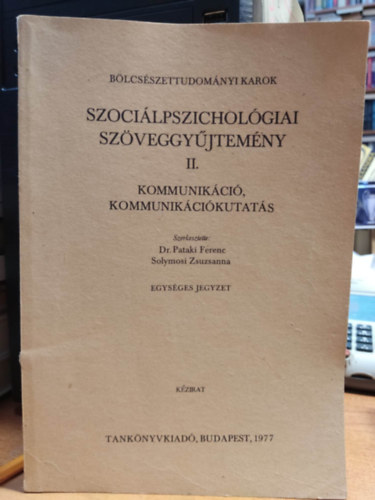 BÖLCSÉSZETTUDOMÁNYI KAROK
SZOCIÁLPSZICHOLÓGIAI
SZÖVEGGYŰJTEMÉNY
II.
KOMMUNIKÁCIÓ,
KOMMUNIKÁCIÓKUTATÁS
Szerkesztette
Dr. Pataki Ferenc
Solymosi Zsuzsanna
EGYSÉGES JEGYZET
KÉZIRAT
TANKÖNYVKIADÓ, BUDAPEST, 1977